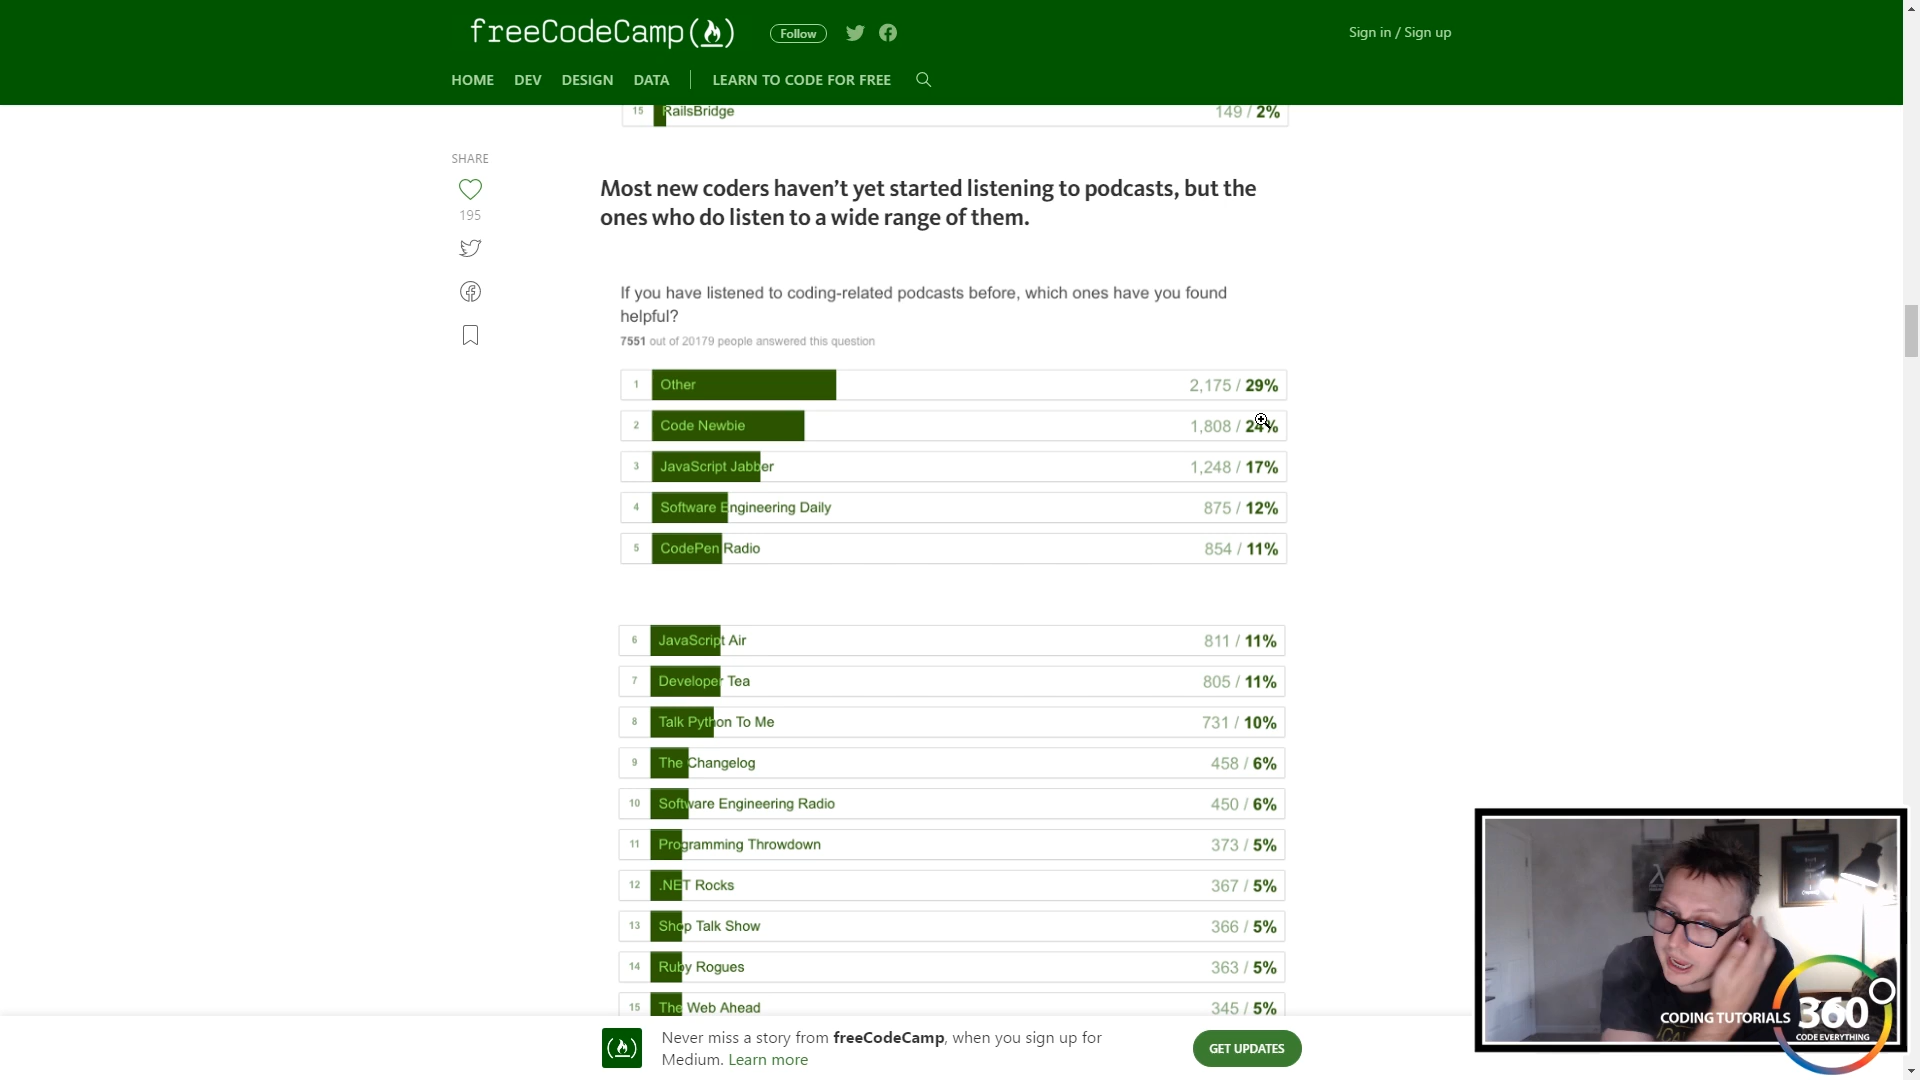 freeCodeCamp
Follow
Sign in / Sign up
HOME DEV DESIGN DATA LEARN TO CODE FOR FREE
15 RailsBridge 149 / 2%
SHARE
195
Most new coders haven’t yet started listening to podcasts, but the
ones who do listen to a wide range of them.
If you have listened to coding-related podcasts before, which ones have you found
helpful?
7551 out of 20179 people answered this question
1 Other 2,175 / 29%
2 Code Newbie 1,808 / 24%
3 JavaScript Jabber 1,248 / 17%
4 Software Engineering Daily 875 / 12%
5 CodePen Radio 854 / 11%
6 JavaScript Air 811 / 11%
7 Developer Tea 805 / 11%
8 Talk Python To Me 731 / 10%
9 The Changelog 458 / 6%
10 Software Engineering Radio 450 / 6%
11 Programming Throwdown 373 / 5%
12 .NET Rocks 367 / 5%
13 Shop Talk Show 366 / 5%
14 Ruby Rogues 363 / 5%
15 The Web Ahead 345 / 5%
Never miss a story from freeCodeCamp, when you sign up for
Medium. Learn more
GET UPDATES
CODING TUTORIALS 360
CODE EVERYTHING